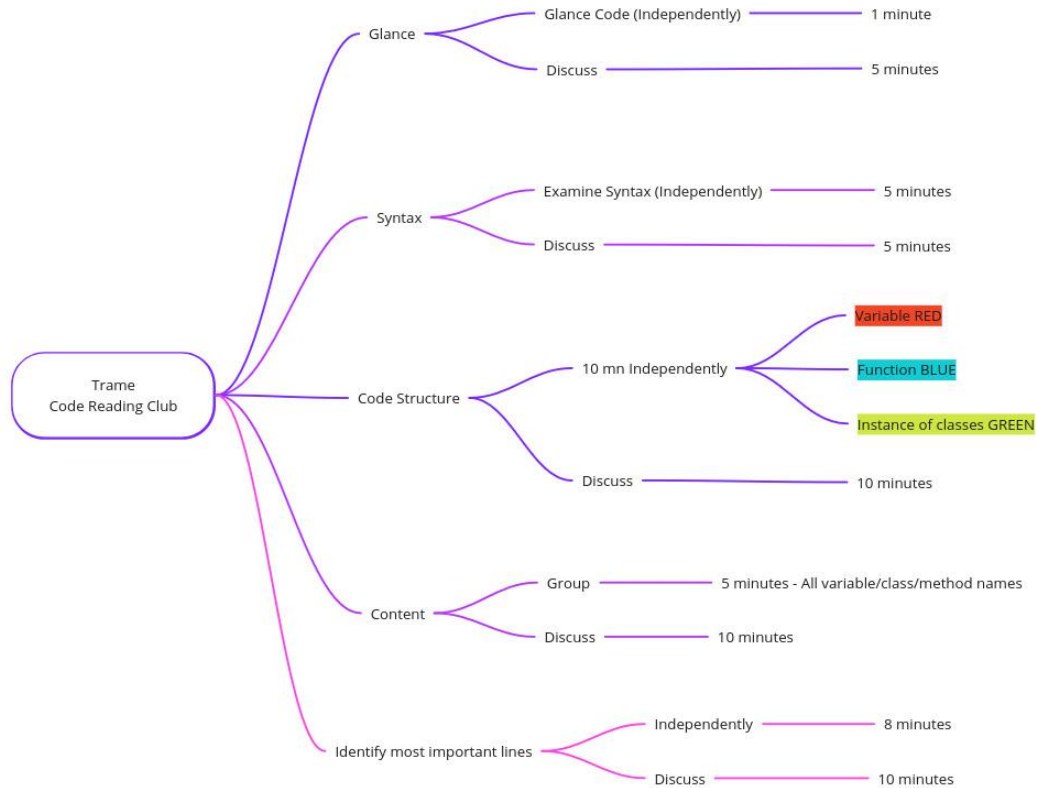 Trame
Code Reading Club
Glance
Glance Code (Independently)
1 minute
Discuss
5 minutes
Syntax
Examine Syntax (Independently)
5 minutes
Discuss
5 minutes
Code Structure
10 mn Independently
Variable RED
Function BLUE
Instance of classes GREEN
Discuss
10 minutes
Content
Group
5 minutes - All variable/class/method names
Discuss
10 minutes
Identify most important lines
Independently
8 minutes
Discuss
10 minutes